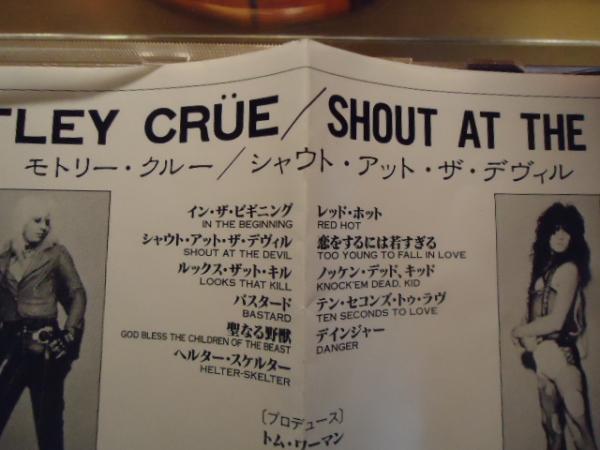 TLEY CRÜE/SHOUT AT THE
モトリー・クルー/シャウト・アット・ザ・デヴィル
イン・ザ・ビギニング
IN THE BEGINNING
シャウト・アット・ザ・デヴィル
SHOUT AT THE DEVIL
ルックス・ザット・キル
LOOKS THAT KILL
バスタード
BASTARD
聖なる野獣
GOD BLESS THE CHILDREN OF THE BEAST
ヘルター・スケルター
HELTER-SKELTER
レッド・ホット
RED HOT
恋をするには若すぎる
TOO YOUNG TO FALL IN LOVE
ノッケン・デッド、キッド
KNOCK'EM DEAD, KID
テン・セコンズ・トゥ・ラヴ
TEN SECONDS TO LOVE
デインジャー
DANGER
〔プロデュース〕
トム・ワーマン